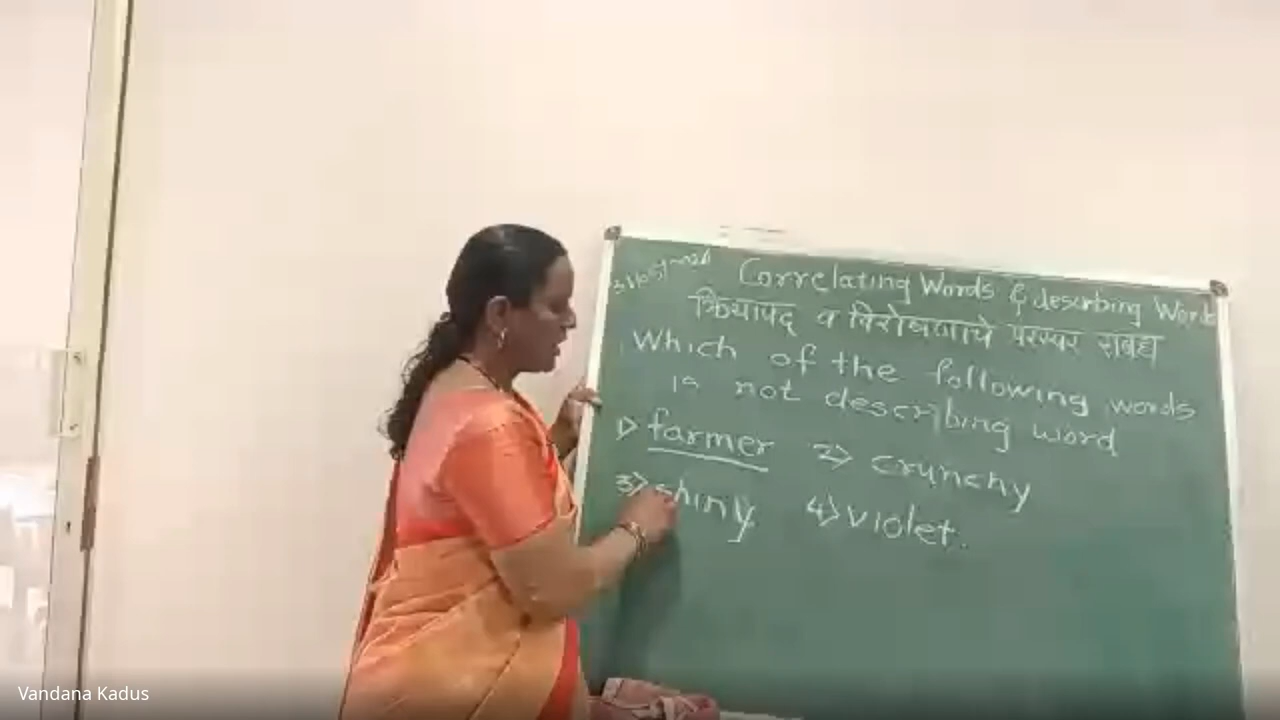 Correlating Words & describing Words
क्रियापद व विशेषणाचे परस्पर संबंध
Which of the following words
is not describing word
1> farmer 2> crunchy
3> shiny 4> violet.
Vandana Kadus